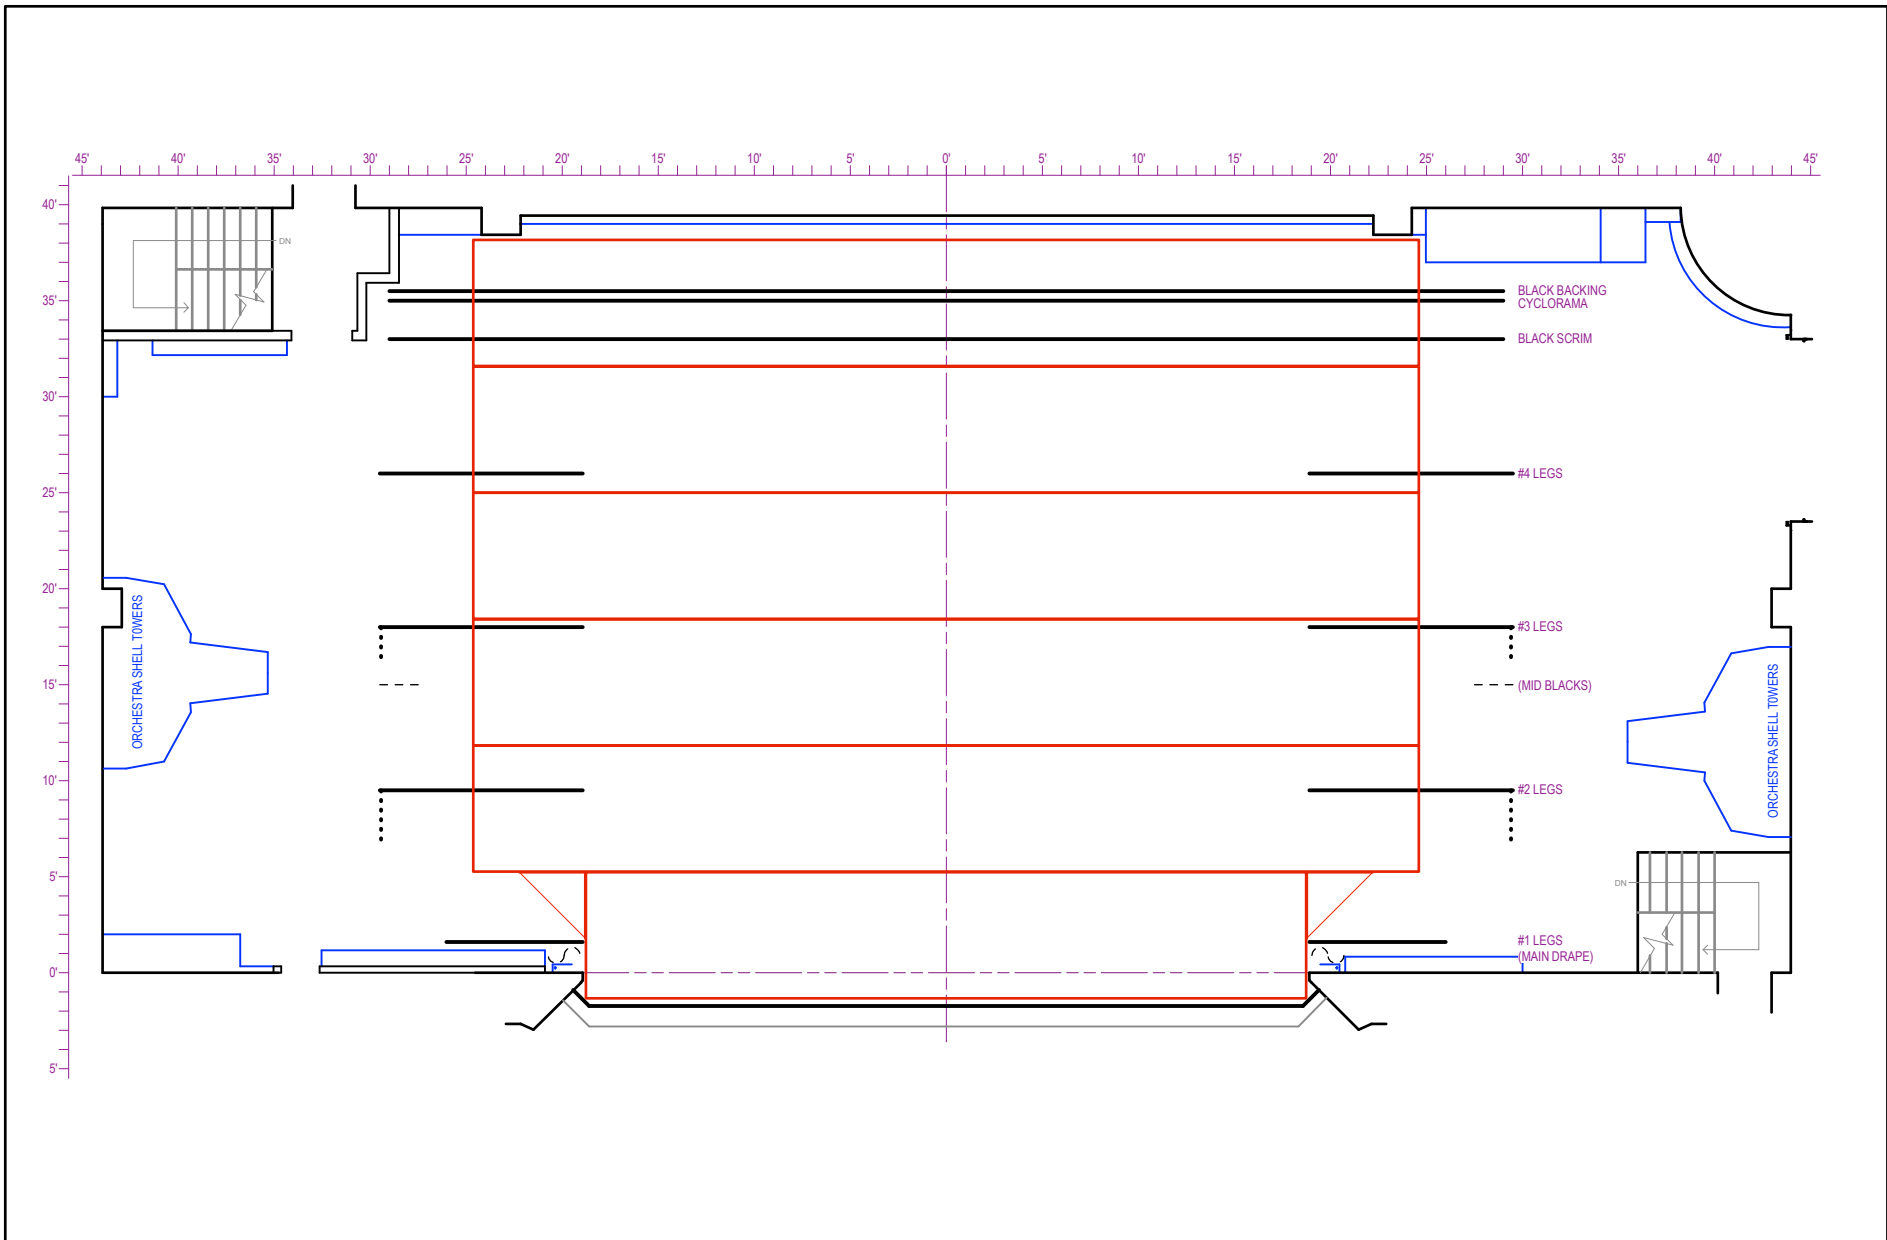 45' 40' 35' 30' 25' 20' 15' 10' 5' 0' 5' 10' 15' 20' 25' 30' 35' 40' 45'
40'
DN
35'
BLACK BACKING
CYCLORAMA
BLACK SCRIM
30'
#4 LEGS
25'
20'
ORCHESTRA SHELL TOWERS
#3 LEGS
15'
(MID BLACKS)
ORCHESTRA SHELL TOWERS
10'
#2 LEGS
5'
DN
#1 LEGS
(MAIN DRAPE)
0'
5'